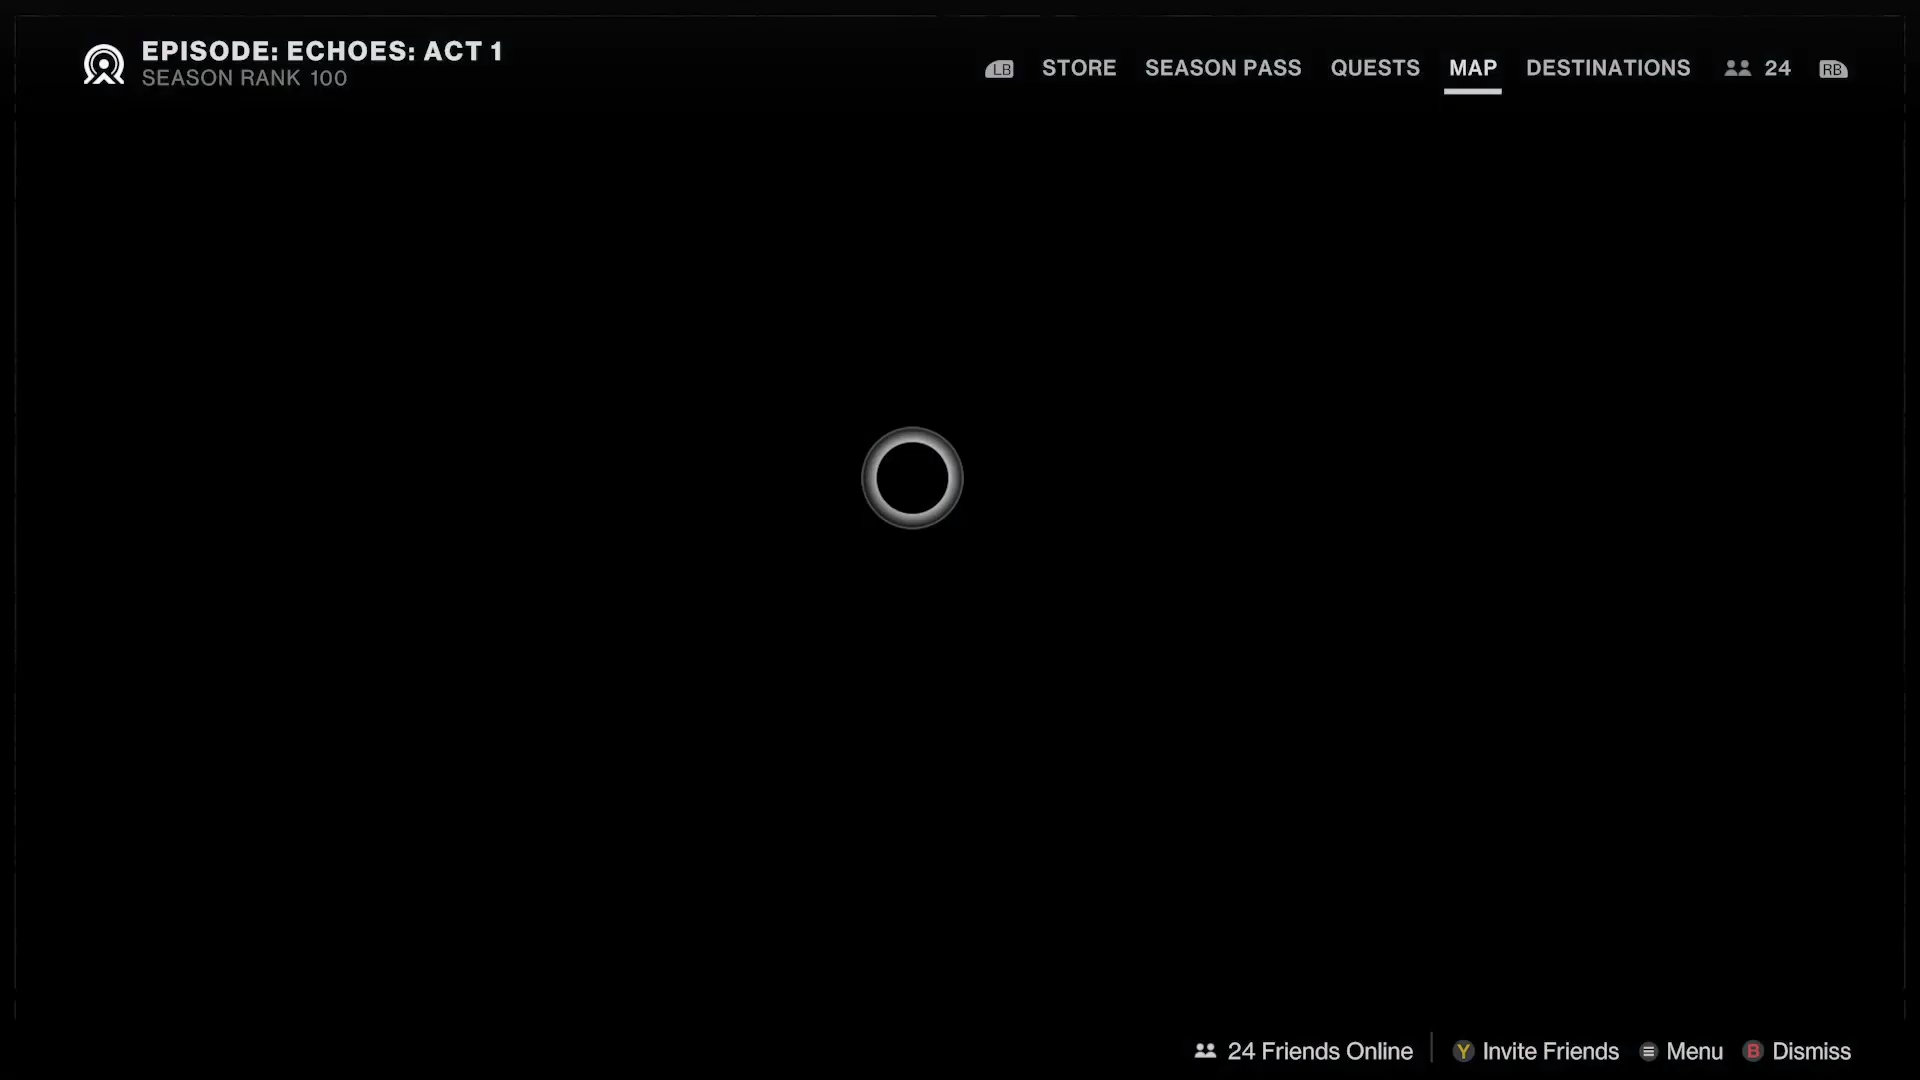 EPISODE: ECHOES: ACT 1
SEASON RANK 100
LB STORE SEASON PASS QUESTS MAP DESTINATIONS 24 RB
24 Friends Online Y Invite Friends Menu B Dismiss